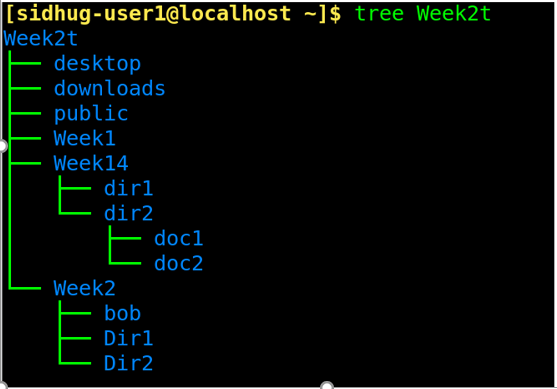 [sidhug-user1@localhost ~]$ tree Week2t
Week2t
├── desktop
├── downloads
├── public
├── Week1
├── Week14
│   ├── dir1
│   └── dir2
│       ├── doc1
│       └── doc2
└── Week2
    ├── bob
    ├── Dir1
    └── Dir2